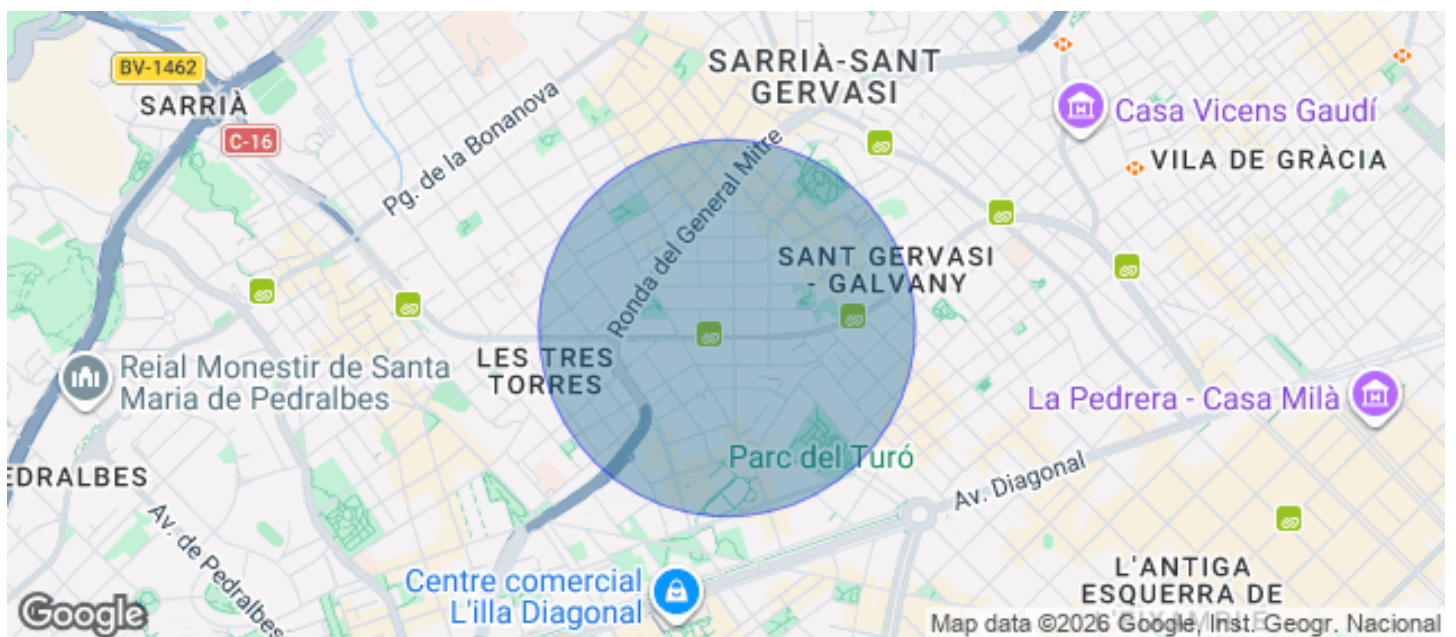 BV-1462
SARRIÀ
C-16
Pg. de la Bonanova
SARRIÀ-SANT
GERVASI
Casa Vicens Gaudí
VILA DE GRÀCIA
Ronda del General Mitre
SANT GERVASI
- GALVANY
LES TRES
TORRES
Reial Monestir de Santa
Maria de Pedralbes
La Pedrera - Casa Milà
Parc del Turó
EDRALBES
Av. Diagonal
Av. de Pedralbes
Centre comercial
L'illa Diagonal
L'ANTIGA
ESQUERRA DE
Google
Map data ©2026 Google, Inst. Geogr. Nacional